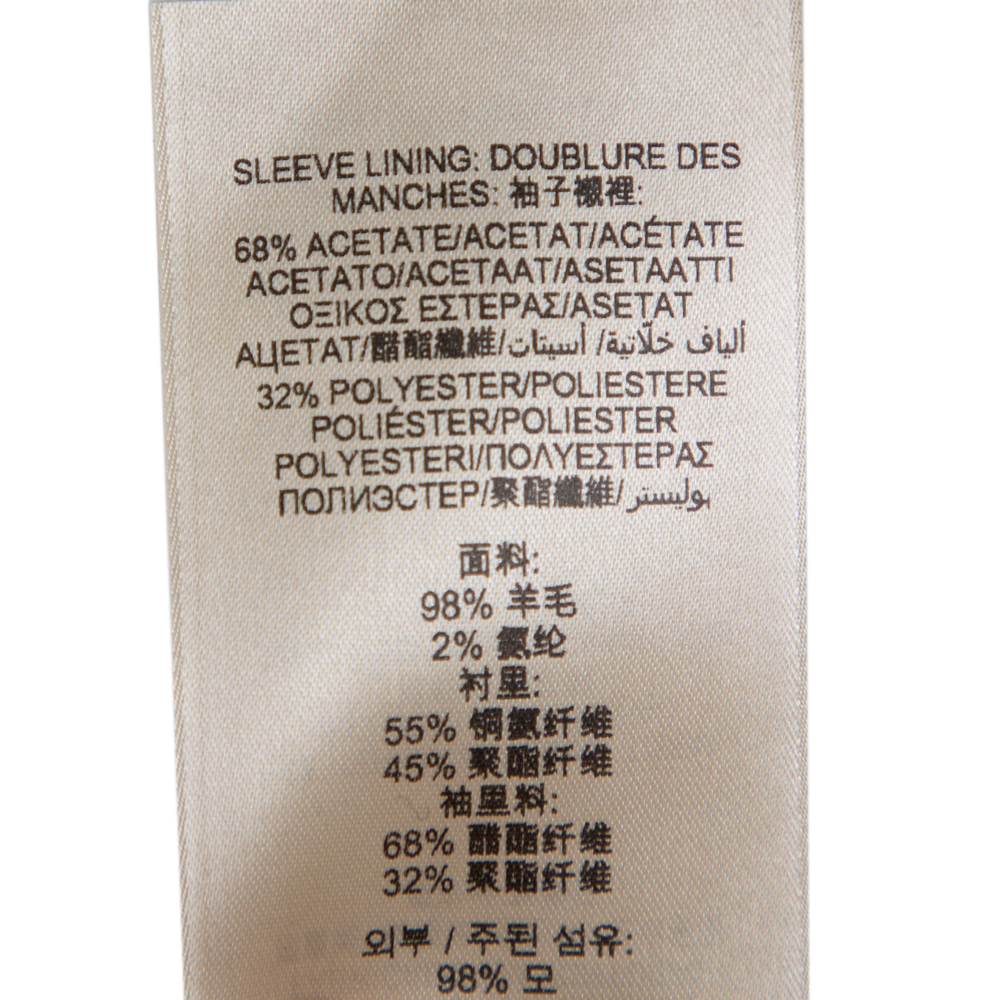 SLEEVE LINING: DOUBLURE DES
MANCHES: 袖子襯裡:
68% ACETATE/ACETAT/ACÉTATE
ACETATO/ACETAAT/ASETAATTI
ΟΞΙΚΟΣ ΕΣΤΕΡΑΣ/ASETAT
АЦЕТАТ/醋酯纖維/ألياف خلّاتية/ أسيتات
32% POLYESTER/POLIESTERE
POLIÉSTER/POLIESTER
POLYESTERI/ΠΟΛΥΕΣΤΕΡΑΣ
ПОЛИЭСТЕР/聚酯纖維/بوليستر
面料:
98% 羊毛
2% 氨纶
衬里:
55% 铜氨纤维
45% 聚酯纤维
袖里料:
68% 醋酯纤维
32% 聚酯纤维
외부 / 주된 섬유:
98% 모